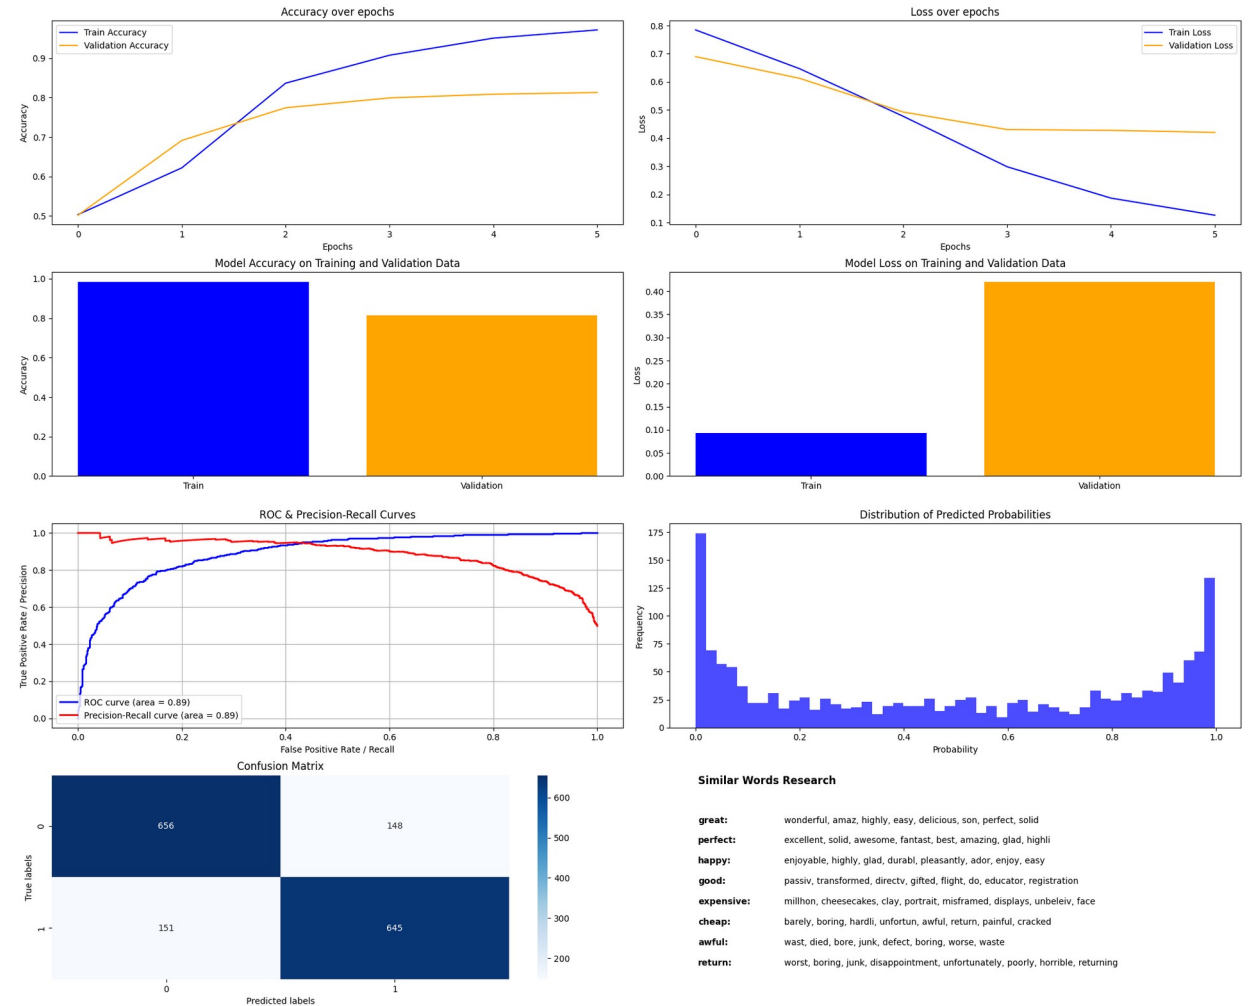 Accuracy over epochs
Train Accuracy
Validation Accuracy
0.9
0.8
0.7
0.6
0.5
Accuracy
0 1 2 3 4 5
Epochs
Loss over epochs
Train Loss
Validation Loss
0.8
0.7
0.6
0.5
0.4
0.3
0.2
0.1
Loss
0 1 2 3 4 5
Epochs
Model Accuracy on Training and Validation Data
1.0
0.8
0.6
0.4
0.2
0.0
Accuracy
Train Validation
Model Loss on Training and Validation Data
0.40
0.35
0.30
0.25
0.20
0.15
0.10
0.05
0.00
Loss
Train Validation
ROC & Precision-Recall Curves
1.0
0.8
0.6
0.4
0.2
0.0
True Positive Rate / Precision
ROC curve (area = 0.89)
Precision-Recall curve (area = 0.89)
0.0 0.2 0.4 0.6 0.8 1.0
False Positive Rate / Recall
Distribution of Predicted Probabilities
175
150
125
100
75
50
25
0
Frequency
0.0 0.2 0.4 0.6 0.8 1.0
Probability
Confusion Matrix
0
656 148
1
151 645
True labels
0 1
Predicted labels
600
500
400
300
200
Similar Words Research
great: wonderful, amaz, highly, easy, delicious, son, perfect, solid
perfect: excellent, solid, awesome, fantast, best, amazing, glad, highli
happy: enjoyable, highly, glad, durabl, pleasantly, ador, enjoy, easy
good: passiv, transformed, directv, gifted, flight, do, educator, registration
expensive: millhon, cheesecakes, clay, portrait, misframed, displays, unbeleiv, face
cheap: barely, boring, hardli, unfortun, awful, return, painful, cracked
awful: wast, died, bore, junk, defect, boring, worse, waste
return: worst, boring, junk, disappointment, unfortunately, poorly, horrible, returning